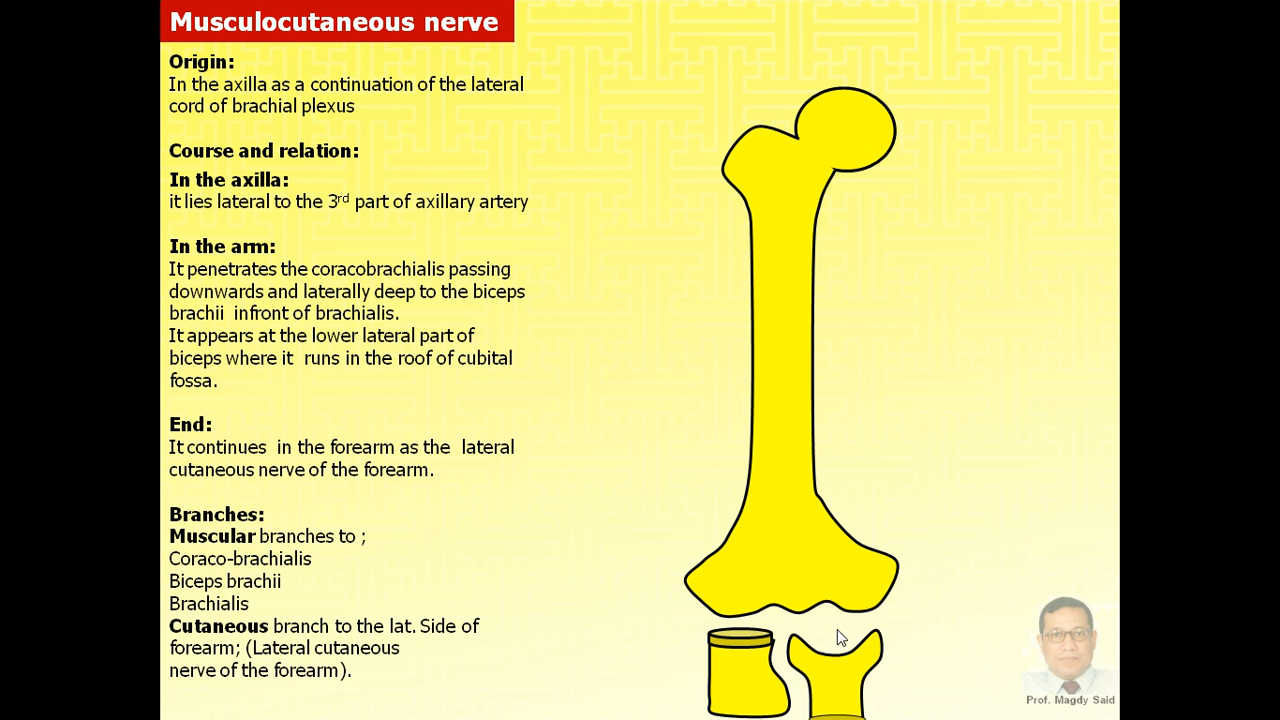 Musculocutaneous nerve
Origin:
In the axilla as a continuation of the lateral
cord of brachial plexus
Course and relation:
In the axilla:
it lies lateral to the 3rd part of axillary artery
In the arm:
It penetrates the coracobrachialis passing
downwards and laterally deep to the biceps
brachii infront of brachialis.
It appears at the lower lateral part of
biceps where it runs in the roof of cubital
fossa.
End:
It continues in the forearm as the lateral
cutaneous nerve of the forearm.
Branches:
Muscular branches to ;
Coraco-brachialis
Biceps brachii
Brachialis
Cutaneous branch to the lat. Side of
forearm; (Lateral cutaneous
nerve of the forearm).
Prof. Magdy Said